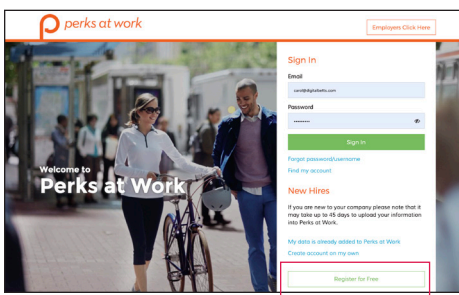 perks at work
Employers Click Here
Sign In
Email
Password
Sign In
Forgot password/username
Find my account
Welcome to
Perks at Work
New Hires
If you are new to your company please note that it
may take up to 45 days to upload your information
into Perks at Work.
My data is already added to Perks at Work
Create account on my own
Register for Free